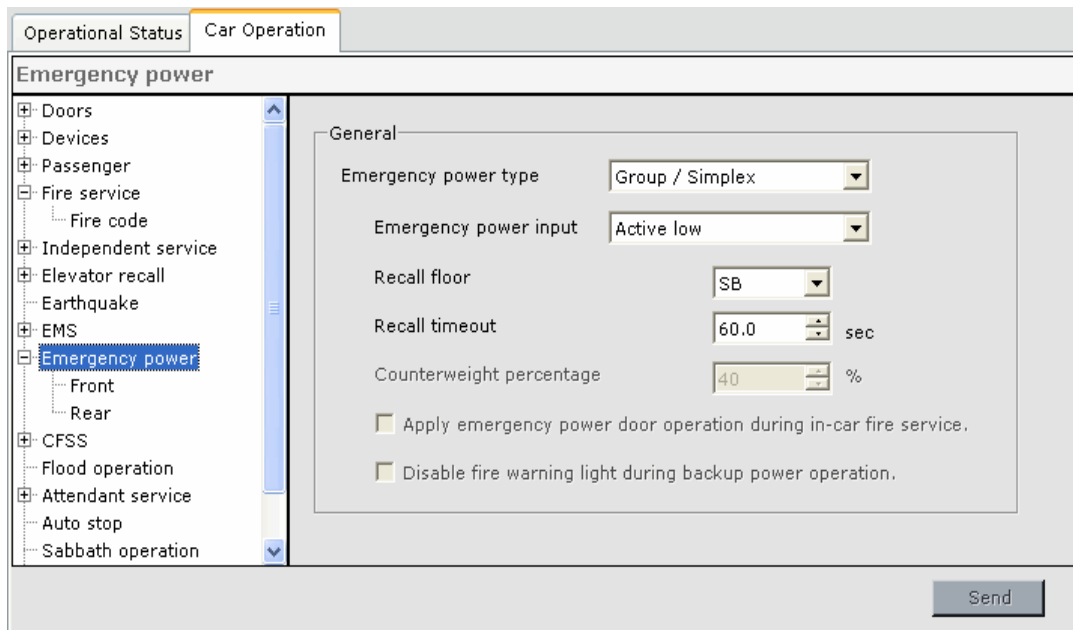 Operational Status Car Operation
Emergency power
Doors
Devices
Passenger
Fire service
Fire code
Independent service
Elevator recall
Earthquake
EMS
Emergency power
Front
Rear
CFSS
Flood operation
Attendant service
Auto stop
Sabbath operation
General
Emergency power type Group / Simplex
Emergency power input Active low
Recall floor SB
Recall timeout 60.0 sec
Counterweight percentage 40 %
Apply emergency power door operation during in-car fire service.
Disable fire warning light during backup power operation.
Send